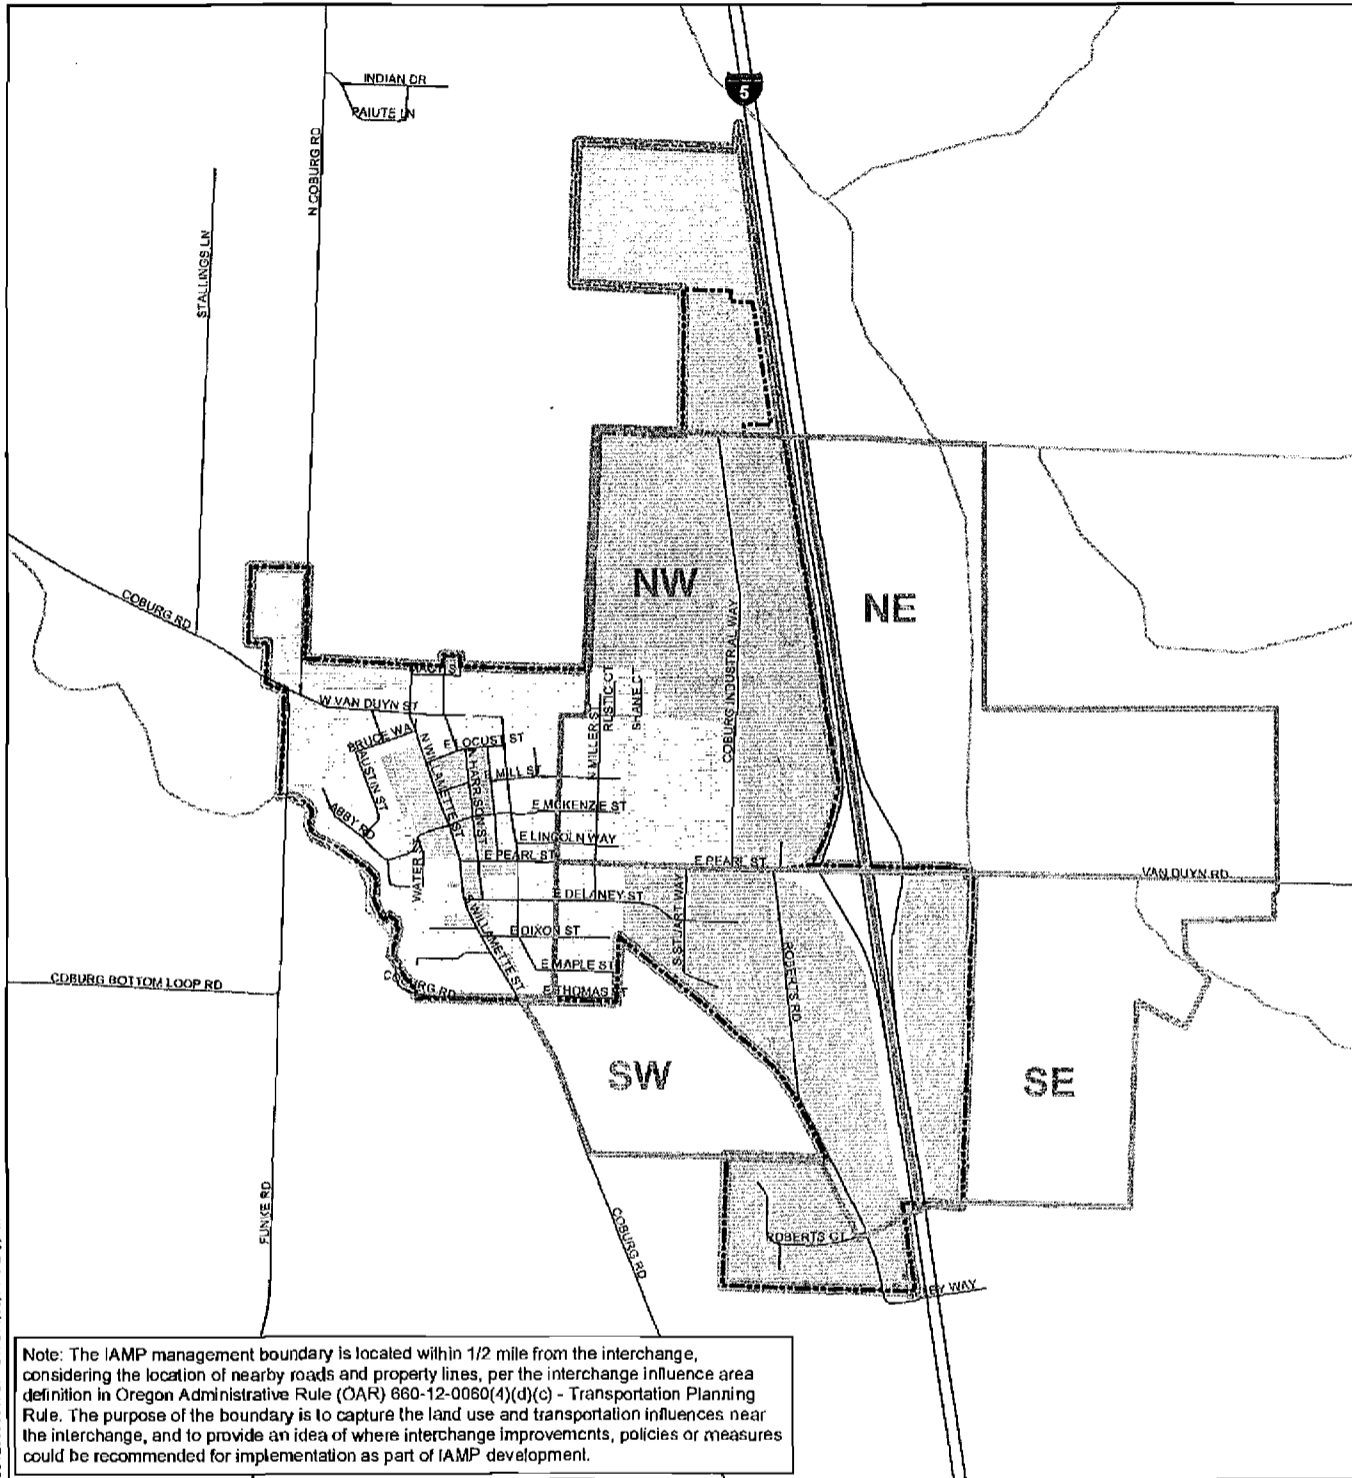 INDIAN DR
5
PAIUTE LN
N COBURG RD
STALLINGS LN
NW
NE
COBURG RD
COBURG INDUSTRIAL WAY
RUSTIC CT
SHANE CT
N MILLER ST
W VAN DUYN ST
BRUCE WA
E LOCUST ST
N WILLAMETTE ST
N HARRISON ST
AUSTIN ST
E MILL ST
E MCKENZIE ST
ABBY RD
E LINCOLN WAY
E PEARL ST
E PEARL ST
WATER S
VAN DUYN RD
E DELANEY ST
S STUART WAY
S WILLAMETTE ST
E DIXON ST
ROBERTS RD
E MAPLE ST
COBURG BOTTOM LOOP RD
COBURG RD
E THOMAS ST
SW
SE
FUNKE RD
COBURG RD
ROBERTS CT
EY WAY
Note: The IAMP management boundary is located within 1/2 mile from the interchange,
considering the location of nearby roads and property lines, per the interchange influence area
definition in Oregon Administrative Rule (OAR) 660-12-0060(4)(d)(c) - Transportation Planning
Rule. The purpose of the boundary is to capture the land use and transportation influences near
the interchange, and to provide an idea of where interchange improvements, policies or measures
could be recommended for implementation as part of IAMP development.